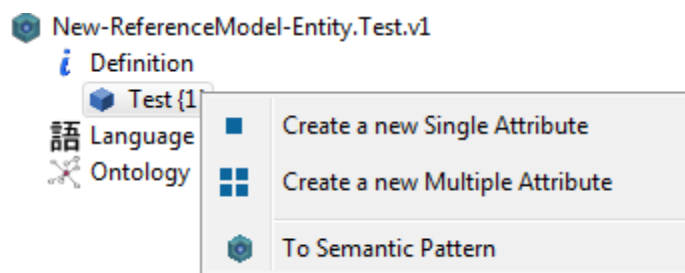 New-ReferenceModel-Entity.Test.v1
i Definition
Test {1}
語 Language
Ontology
Create a new Single Attribute
Create a new Multiple Attribute
To Semantic Pattern